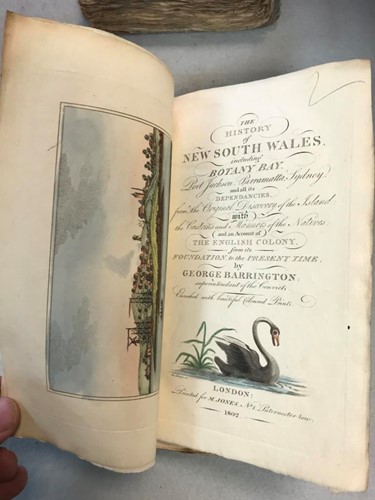 THE
HISTORY
of
NEW SOUTH WALES,
including
BOTANY BAY,
Port Jackson, Parramatta, Sydney,
and all its
DEPENDANCIES,
from the Original Discovery of the Island
with
the Customs and Manners of the Natives
and an Account of
THE ENGLISH COLONY,
from its
FOUNDATION, to the PRESENT TIME,
by
GEORGE BARRINGTON,
superintendant of the Convicts
Enriched with beautiful Coloured Prints
LONDON:
Printed for M. JONES, No. 1, Paternoster Row;
1802